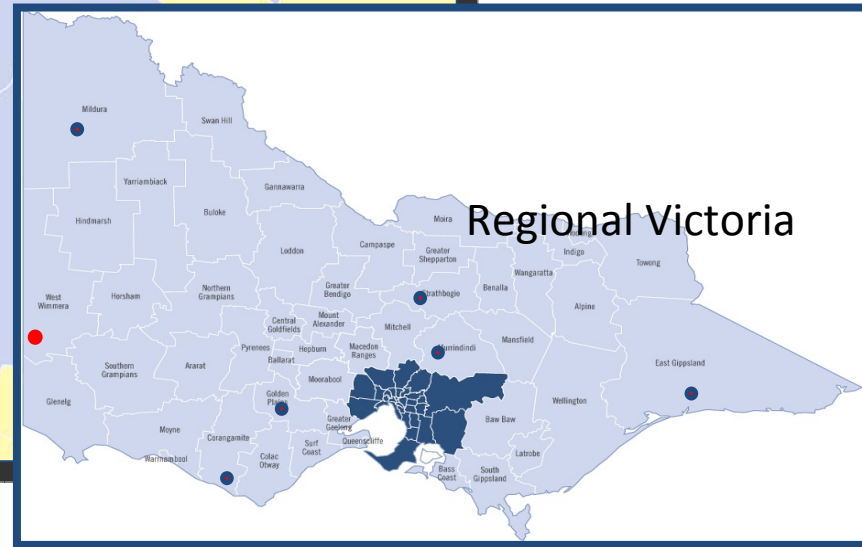 Mildura
Swan Hill
Yarriambiack
Gannawarra
Hindmarsh
Buloke
Moira
Regional Victoria
Loddon
Campaspe
Greater
Shepparton
Indigo
Towong
Wangaratta
West
Wimmera
Horsham
Northern
Grampians
Greater
Bendigo
Strathbogie
Benalla
Alpine
Central
Goldfields
Mount
Alexander
Mitchell
Southern
Grampians
Ararat
Pyrenees
Hepburn
Macedon
Ranges
Murrindindi
Mansfield
East Gippsland
Ballarat
Moorabool
Glenelg
Golden
Plains
Wellington
Moyne
Corangamite
Greater
Geelong
Queenscliffe
Baw Baw
Warrnambool
Colac
Otway
Surf
Coast
Latrobe
Bass
Coast
South
Gippsland